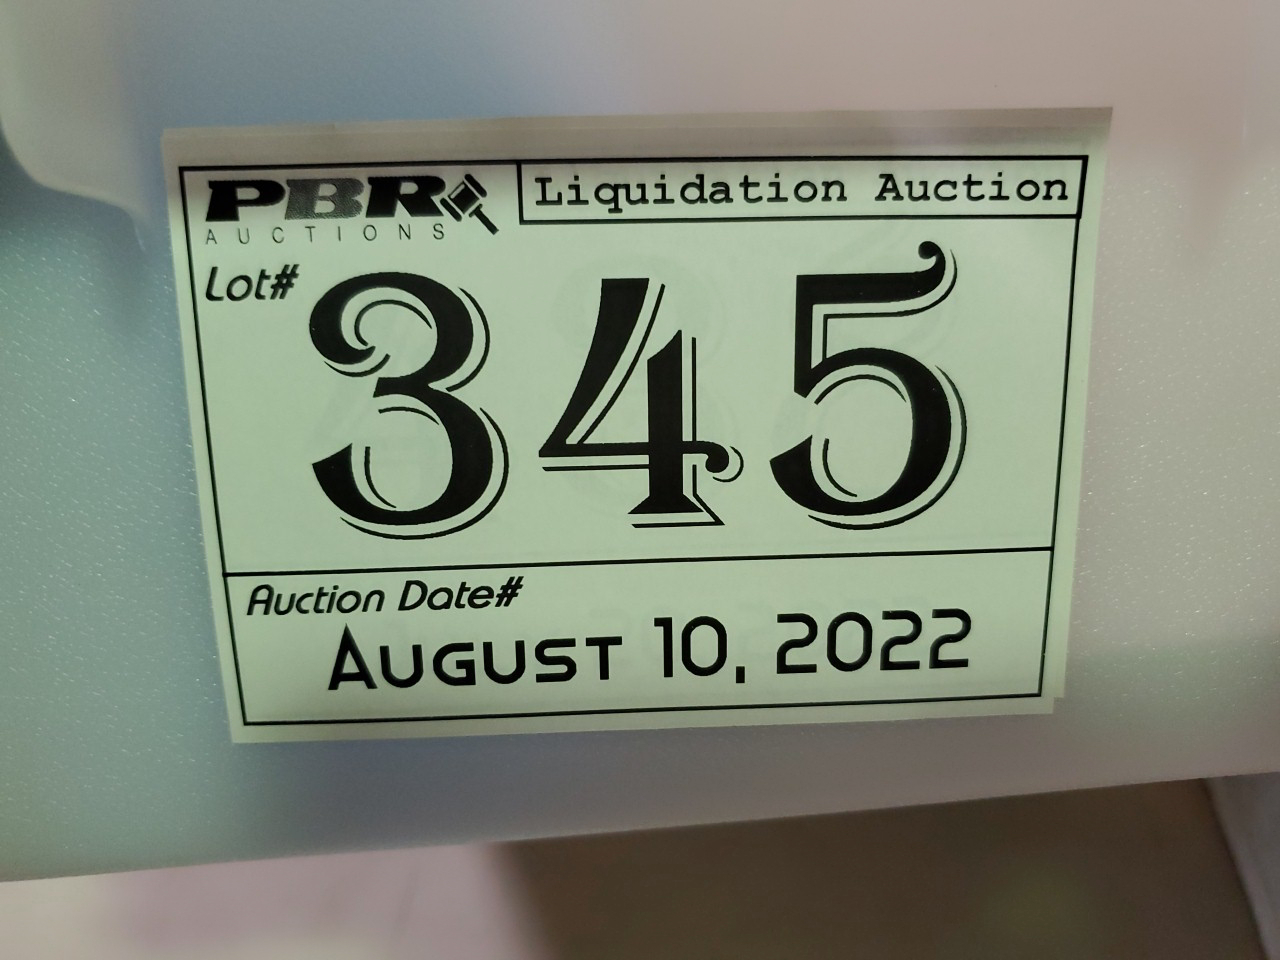 PBR
AUCTIONS
Liquidation Auction
Lot#
345
Auction Date#
August 10, 2022